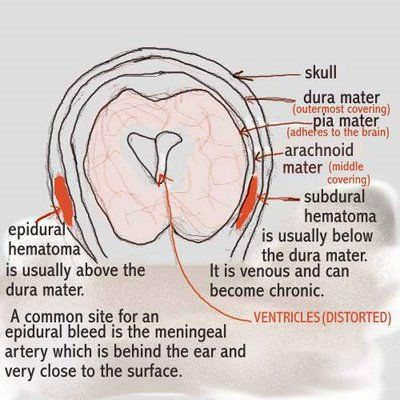 skull
dura mater
(outermost covering)
pia mater
(adheres to the brain)
arachnoid
mater (middle
covering)
subdural
hematoma
is usually below
the dura mater.
It is venous and can
become chronic.
epidural
hematoma
is usually above the
dura mater.
VENTRICLES (DISTORTED)
A common site for an
epidural bleed is the meningeal
artery which is behind the ear and
very close to the surface.